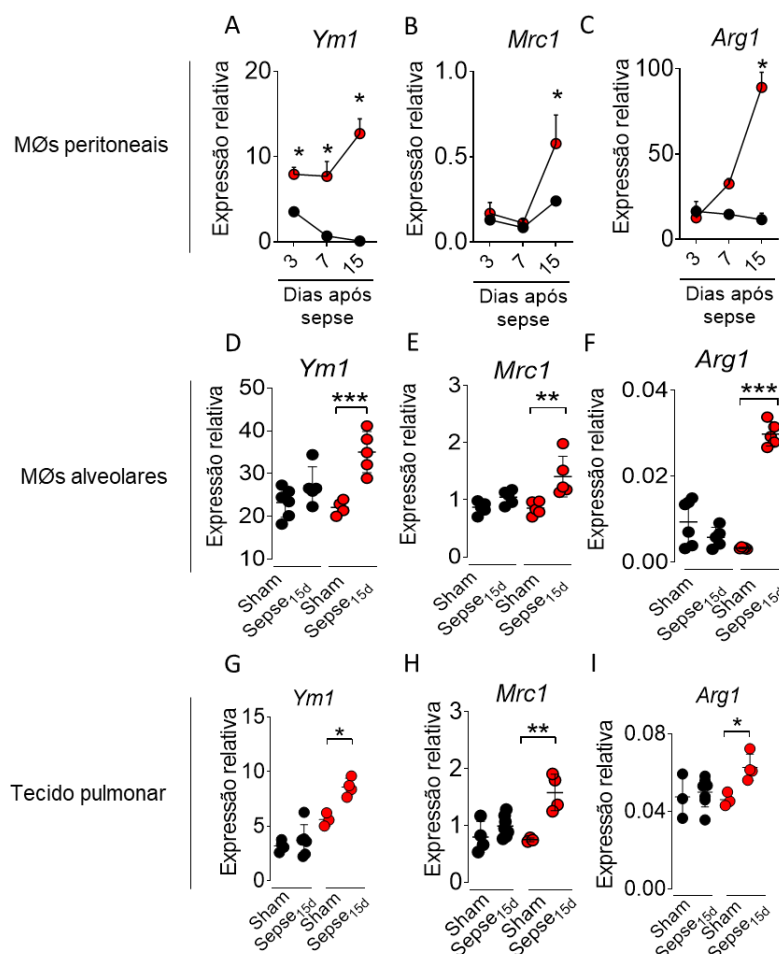 A
Ym1
B
Mrc1
C
Arg1
MØs peritoneais
Expressão relativa
20
10
0
*
*
*
3
7
15
Dias após
sepse
Expressão relativa
1.0
0.5
0.0
*
3
7
15
Dias após
sepse
Expressão relativa
100
50
0
*
3
7
15
Dias após
sepse
D
Ym1
E
Mrc1
F
Arg1
MØs alveolares
Expressão relativa
50
40
30
20
10
***
Sham
Sepse15d
Sham
Sepse15d
Expressão relativa
3
2
1
0
**
Sham
Sepse15d
Sham
Sepse15d
Expressão relativa
0.04
0.02
0.00
***
Sham
Sepse15d
Sham
Sepse15d
G
Ym1
H
Mrc1
I
Arg1
Tecido pulmonar
Expressão relativa
15
10
5
0
*
Sham
Sepse15d
Sham
Sepse15d
Expressão relativa
3
2
1
0
**
Sham
Sepse15d
Sham
Sepse15d
Expressão relativa
0.08
0.04
0.00
*
Sham
Sepse15d
Sham
Sepse15d